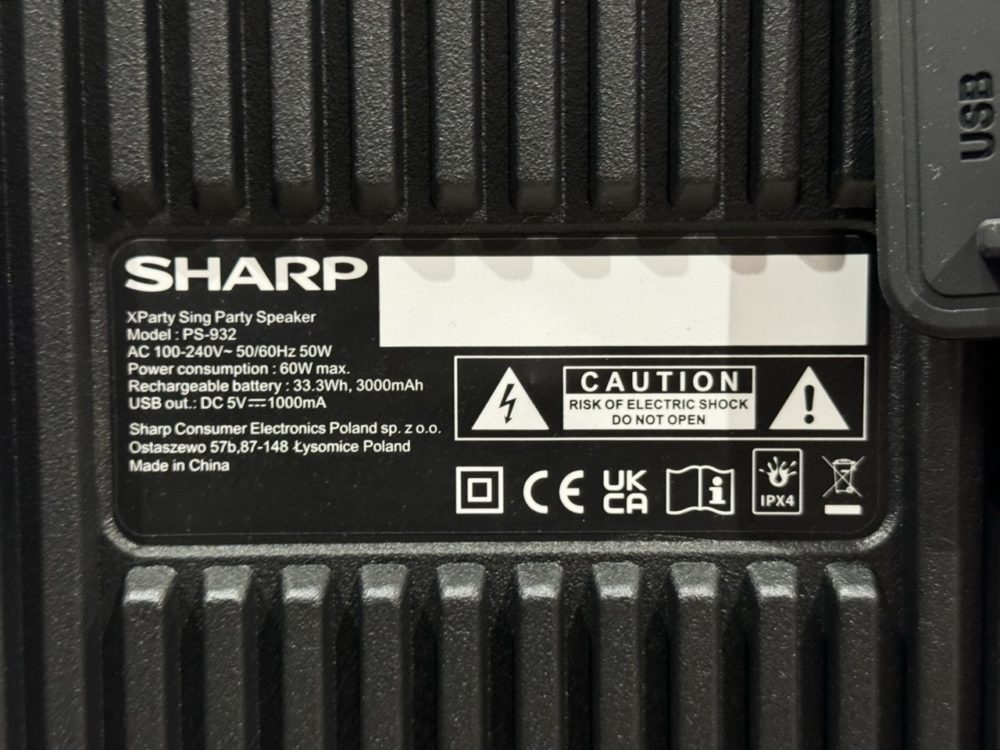 SHARP
XParty Sing Party Speaker
Model : PS-932
AC 100-240V~ 50/60Hz 50W
Power consumption : 60W max.
Rechargeable battery : 33.3Wh, 3000mAh
USB out.: DC 5V⎓1000mA
Sharp Consumer Electronics Poland sp. z o.o.
Ostaszewo 57b,87-148 Łysomice Poland
Made in China
CAUTION
RISK OF ELECTRIC SHOCK
DO NOT OPEN
CE
UK
CA
IPX4
USB